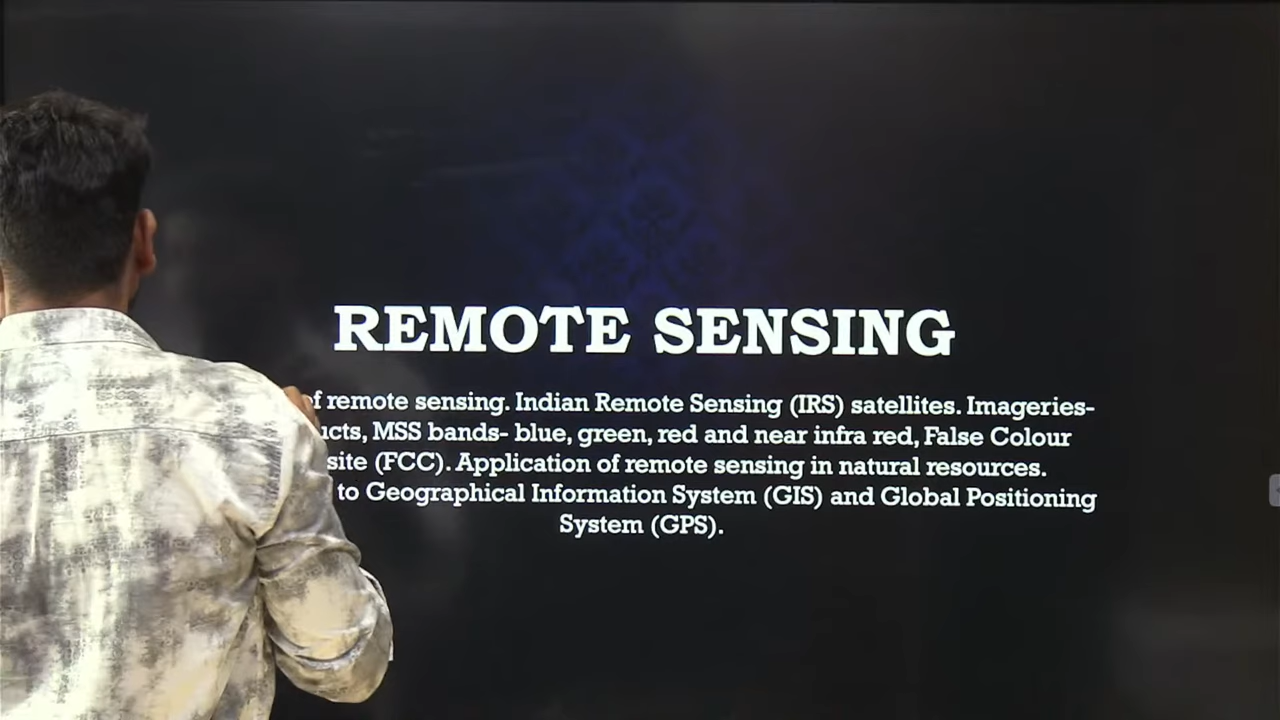 REMOTE SENSING
of remote sensing. Indian Remote Sensing (IRS) satellites. Imageries-
MSS bands- blue, green, red and near infra red, False Colour
(FCC). Application of remote sensing in natural resources.
to Geographical Information System (GIS) and Global Positioning
System (GPS).